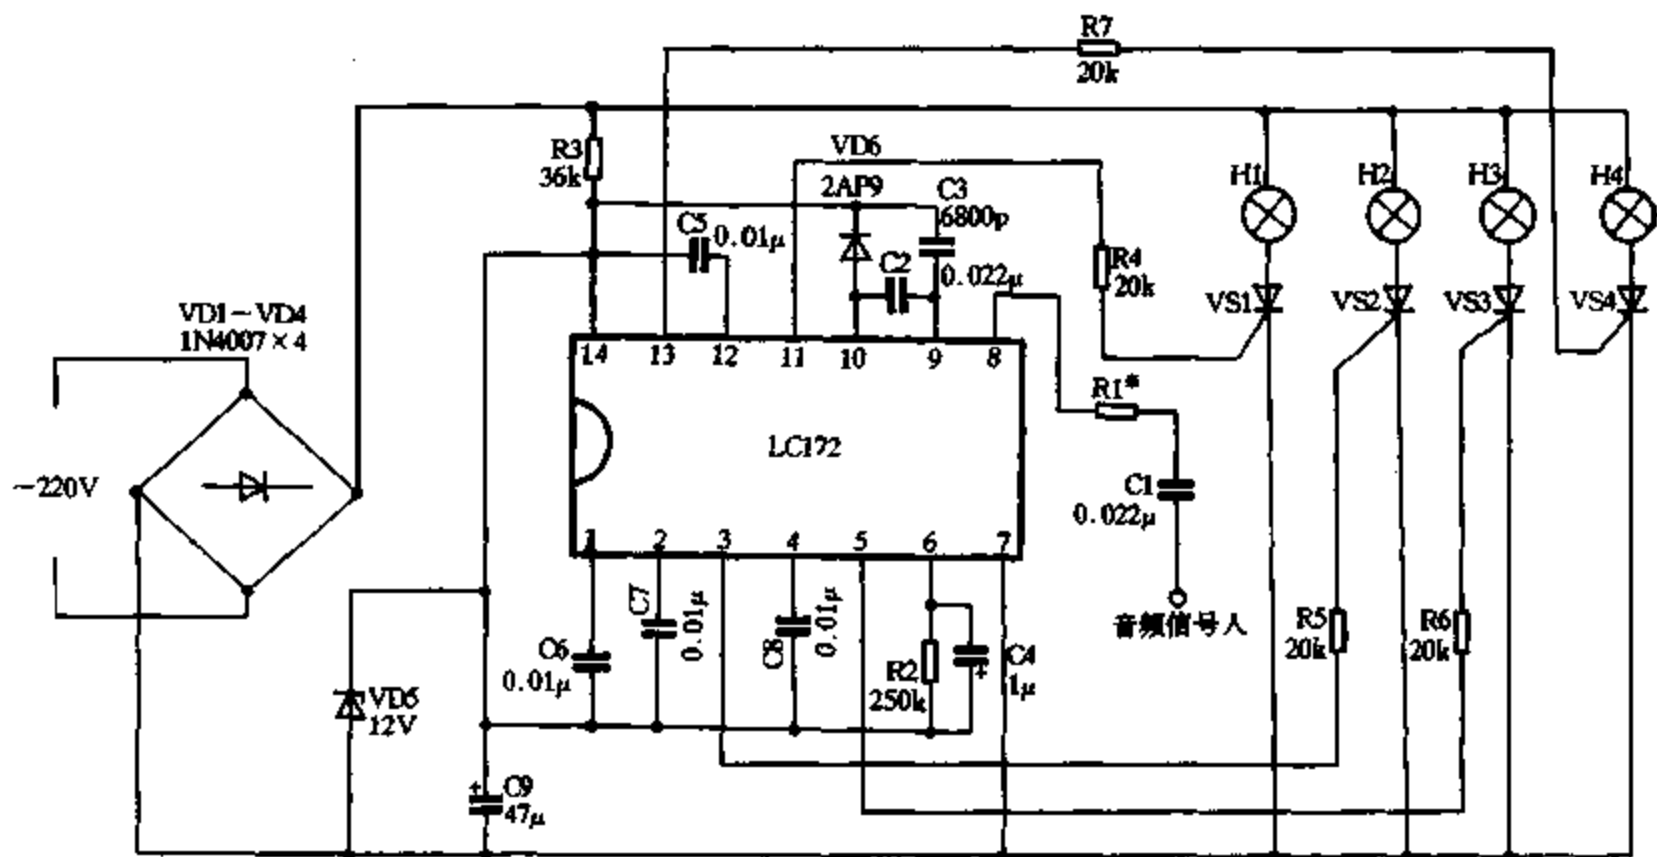 R7
20k
R3
36k
VD6
2AP9
C3
6800p
C5
0.01μ
C2
0.022μ
R4
20k
H1
H2
H3
H4
VS1
VS2
VS3
VS4
VD1~VD4
1N4007×4
14 13 12 11 10 9 8
R1*
LC172
~220V
C1
0.022μ
1 2 3 4 5 6 7
音频信号人
C7
0.01μ
C8
0.01μ
C6
0.01μ
R2
250k
C4
1μ
R5
20k
R6
20k
VD5
12V
C9
47μ